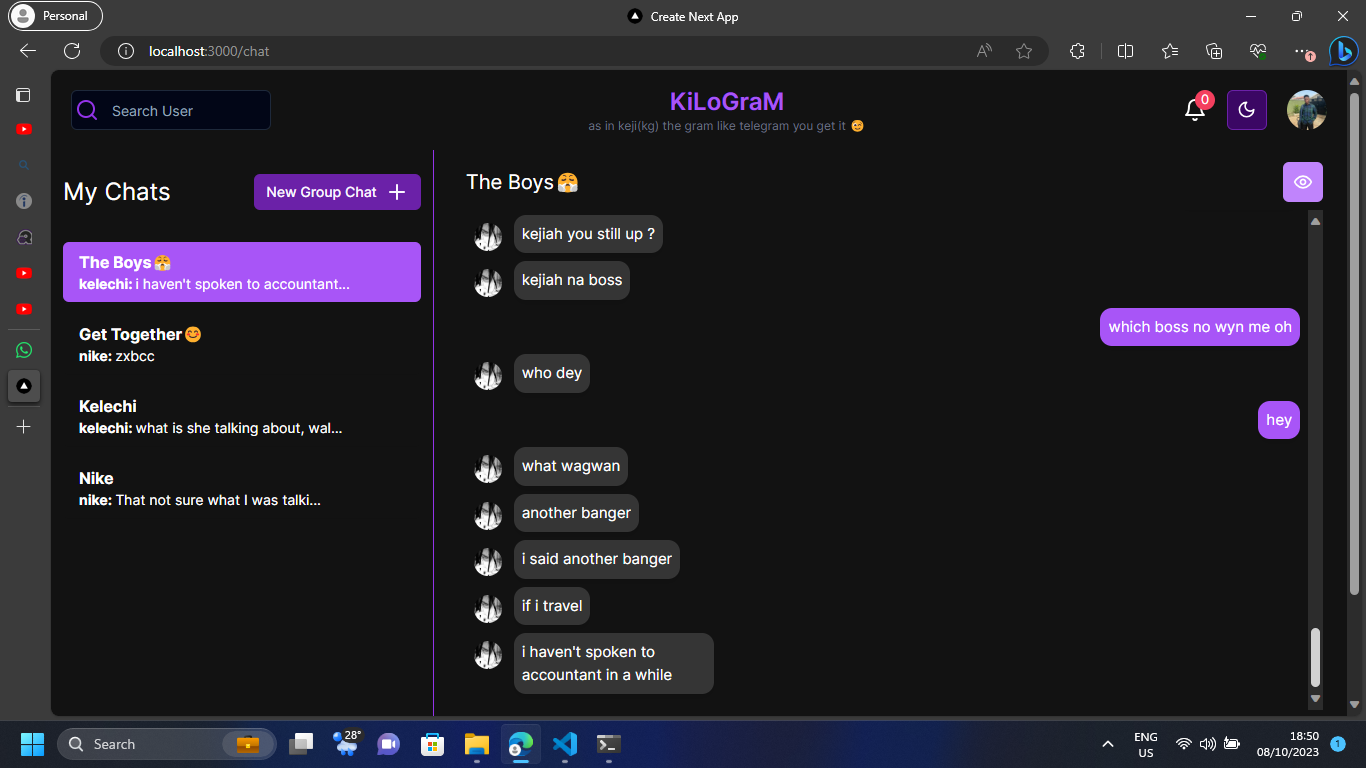 Personal
Create Next App
localhost:3000/chat
Search User
KiLoGraM
as in keji(kg) the gram like telegram you get it 😉
0
My Chats
New Group Chat
The Boys😤
kelechi: i haven't spoken to accountant...
Get Together😊
nike: zxbcc
Kelechi
kelechi: what is she talking about, wal...
Nike
nike: That not sure what I was talki...
The Boys😤
kejiah you still up ?
kejiah na boss
which boss no wyn me oh
who dey
hey
what wagwan
another banger
i said another banger
if i travel
i haven't spoken to
accountant in a while
Search
28°
ENG
US
18:50
08/10/2023
1